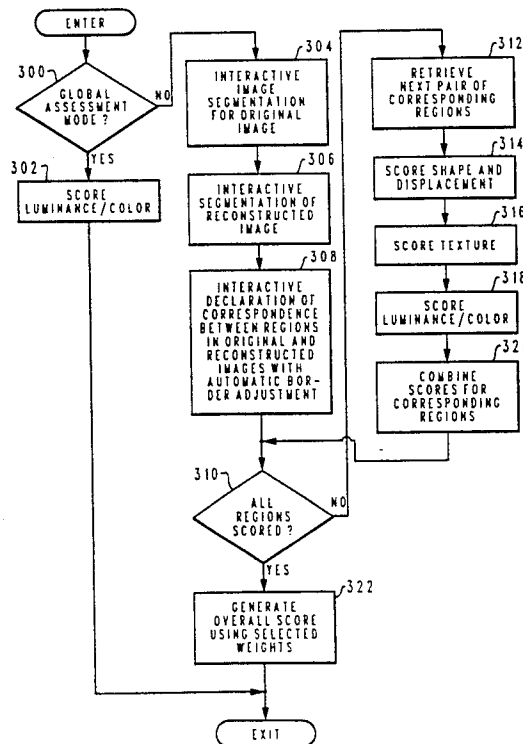 ENTER
300
GLOBAL
ASSESSMENT
MODE?
NO
YES
302
SCORE
LUMINANCE/COLOR
304
INTERACTIVE
IMAGE
SEGMENTATION
FOR ORIGINAL
IMAGE
306
INTERACTIVE
SEGMENTATION OF
RECONSTRUCTED
IMAGE
308
INTERACTIVE
DECLARATION OF
CORRESPONDENCE
BETWEEN REGIONS
IN ORIGINAL AND
RECONSTRUCTED
IMAGES WITH
AUTOMATIC BOR-
DER ADJUSTMENT
310
ALL
REGIONS
SCORED?
NO
YES
312
RETRIEVE
NEXT PAIR OF
CORRESPONDING
REGIONS
314
SCORE SHAPE AND
DISPLACEMENT
316
SCORE TEXTURE
318
SCORE
LUMINANCE/COLOR
32
COMBINE
SCORES FOR
CORRESPONDING
REGIONS
322
GENERATE
OVERALL SCORE
USING SELECTED
WEIGHTS
EXIT